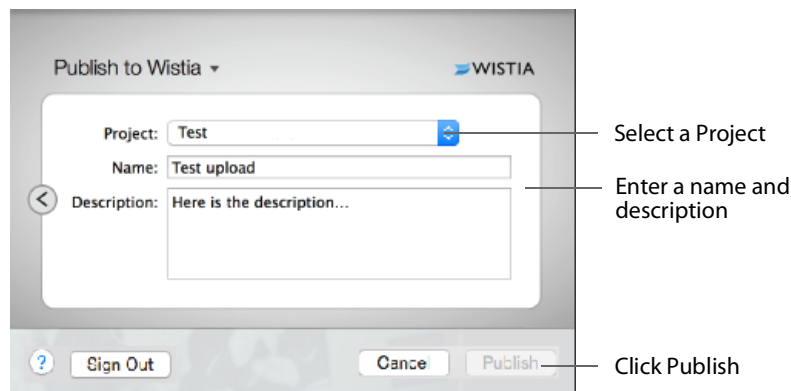 Publish to Wistia
WISTIA
Project: Test
Select a Project
Name: Test upload
Enter a name and
description
Description: Here is the description...
? Sign Out Cancel Publish
Click Publish